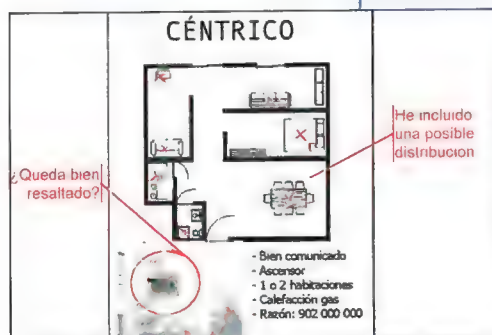 CÉNTRICO
He incluido
una posible
distribucion
¿Queda bien
resaltado?
- Bien comunicado
- Ascensor
- 1 o 2 habitaciones
- Calefacción gas
- Razón: 902 000 000